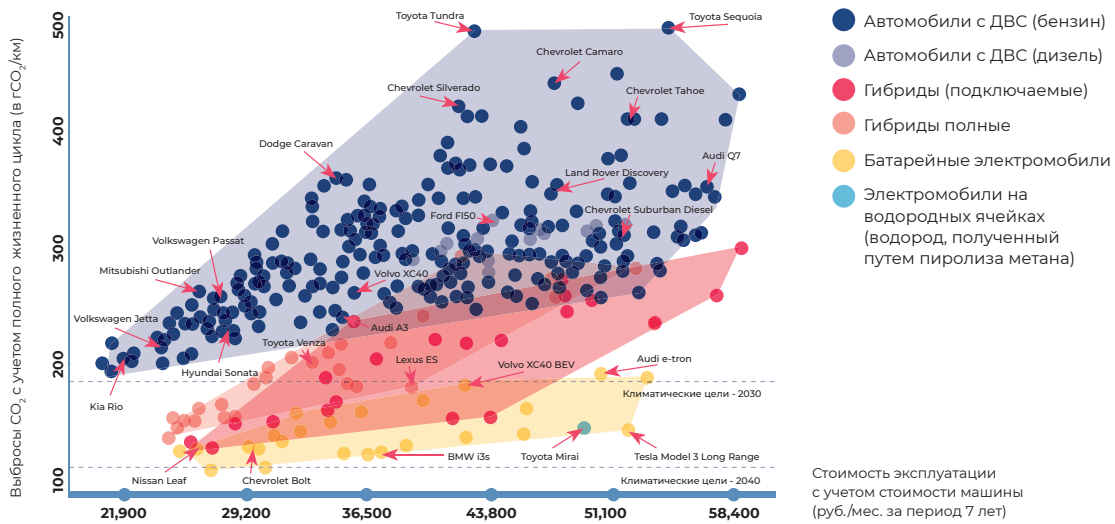 Выбросы CO₂ с учетом полного жизненного цикла (в гCO₂/км)
500
400
300
200
100
Toyota Tundra
Toyota Sequoia
Chevrolet Camaro
Chevrolet Silverado
Chevrolet Tahoe
Dodge Caravan
Audi Q7
Land Rover Discovery
Ford F150
Chevrolet Suburban Diesel
Volkswagen Passat
Mitsubishi Outlander
Volvo XC40
Volkswagen Jetta
Audi A3
Toyota Venza
Hyundai Sonata
Lexus ES
Volvo XC40 BEV
Audi e-tron
Kia Rio
Климатические цели - 2030
BMW i3s
Toyota Mirai
Tesla Model 3 Long Range
Nissan Leaf
Chevrolet Bolt
Климатические цели - 2040
21,900
29,200
36,500
43,800
51,100
58,400
Автомобили с ДВС (бензин)
Автомобили с ДВС (дизель)
Гибриды (подключаемые)
Гибриды полные
Батарейные электромобили
Электромобили на
водородных ячейках
(водород, полученный
путем пиролиза метана)
Стоимость эксплуатации
с учетом стоимости машины
(руб./мес. за период 7 лет)